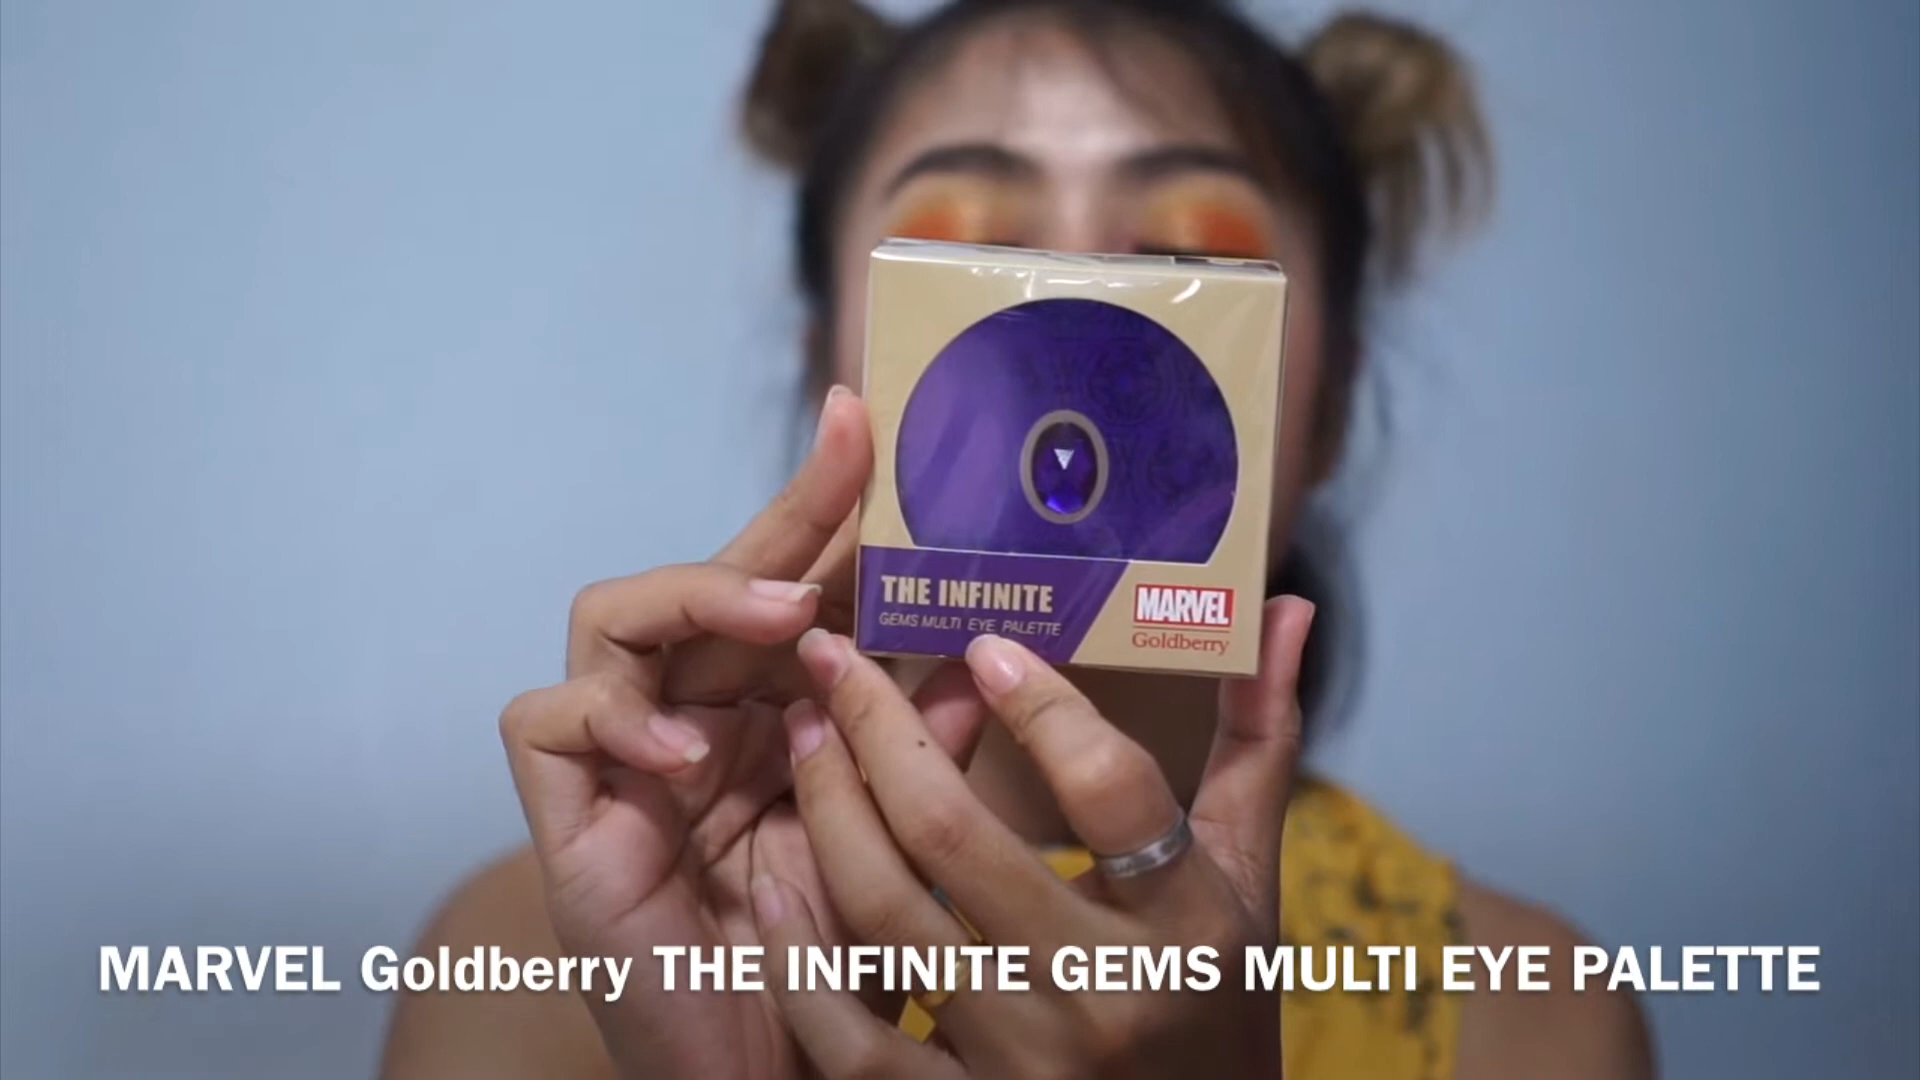 THE INFINITE
GEMS MULTI EYE PALETTE
MARVEL
Goldberry
MARVEL Goldberry THE INFINITE GEMS MULTI EYE PALETTE